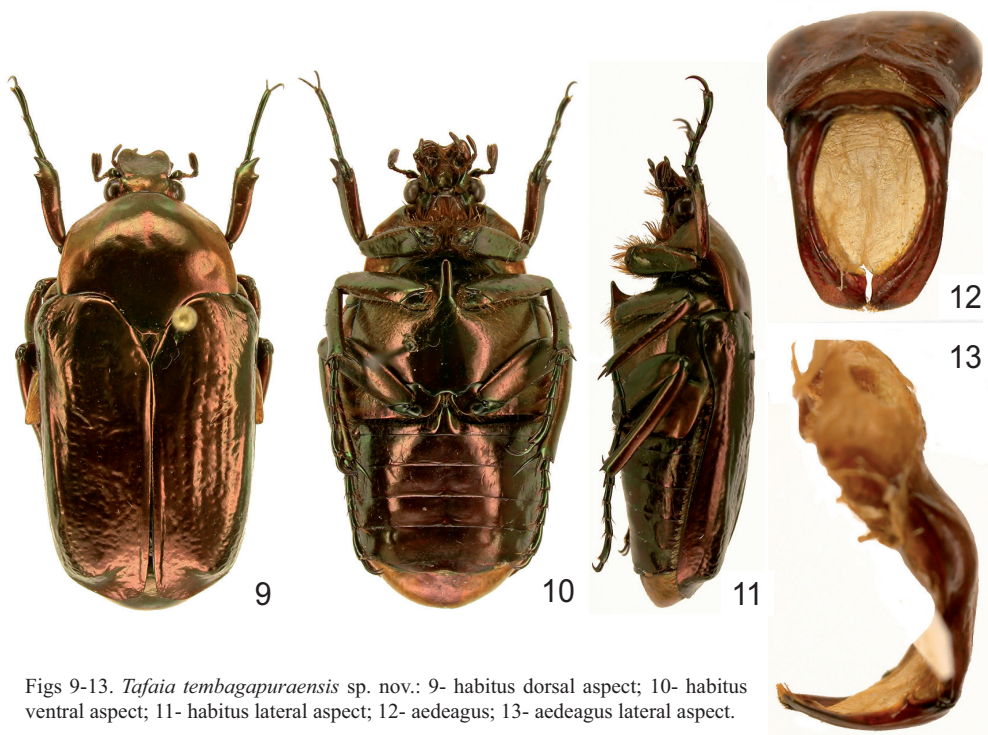 12
13
9
10
11
Figs 9-13. Tafaia tembagapuraensis sp. nov.: 9- habitus dorsal aspect; 10- habitus
ventral aspect; 11- habitus lateral aspect; 12- aedeagus; 13- aedeagus lateral aspect.